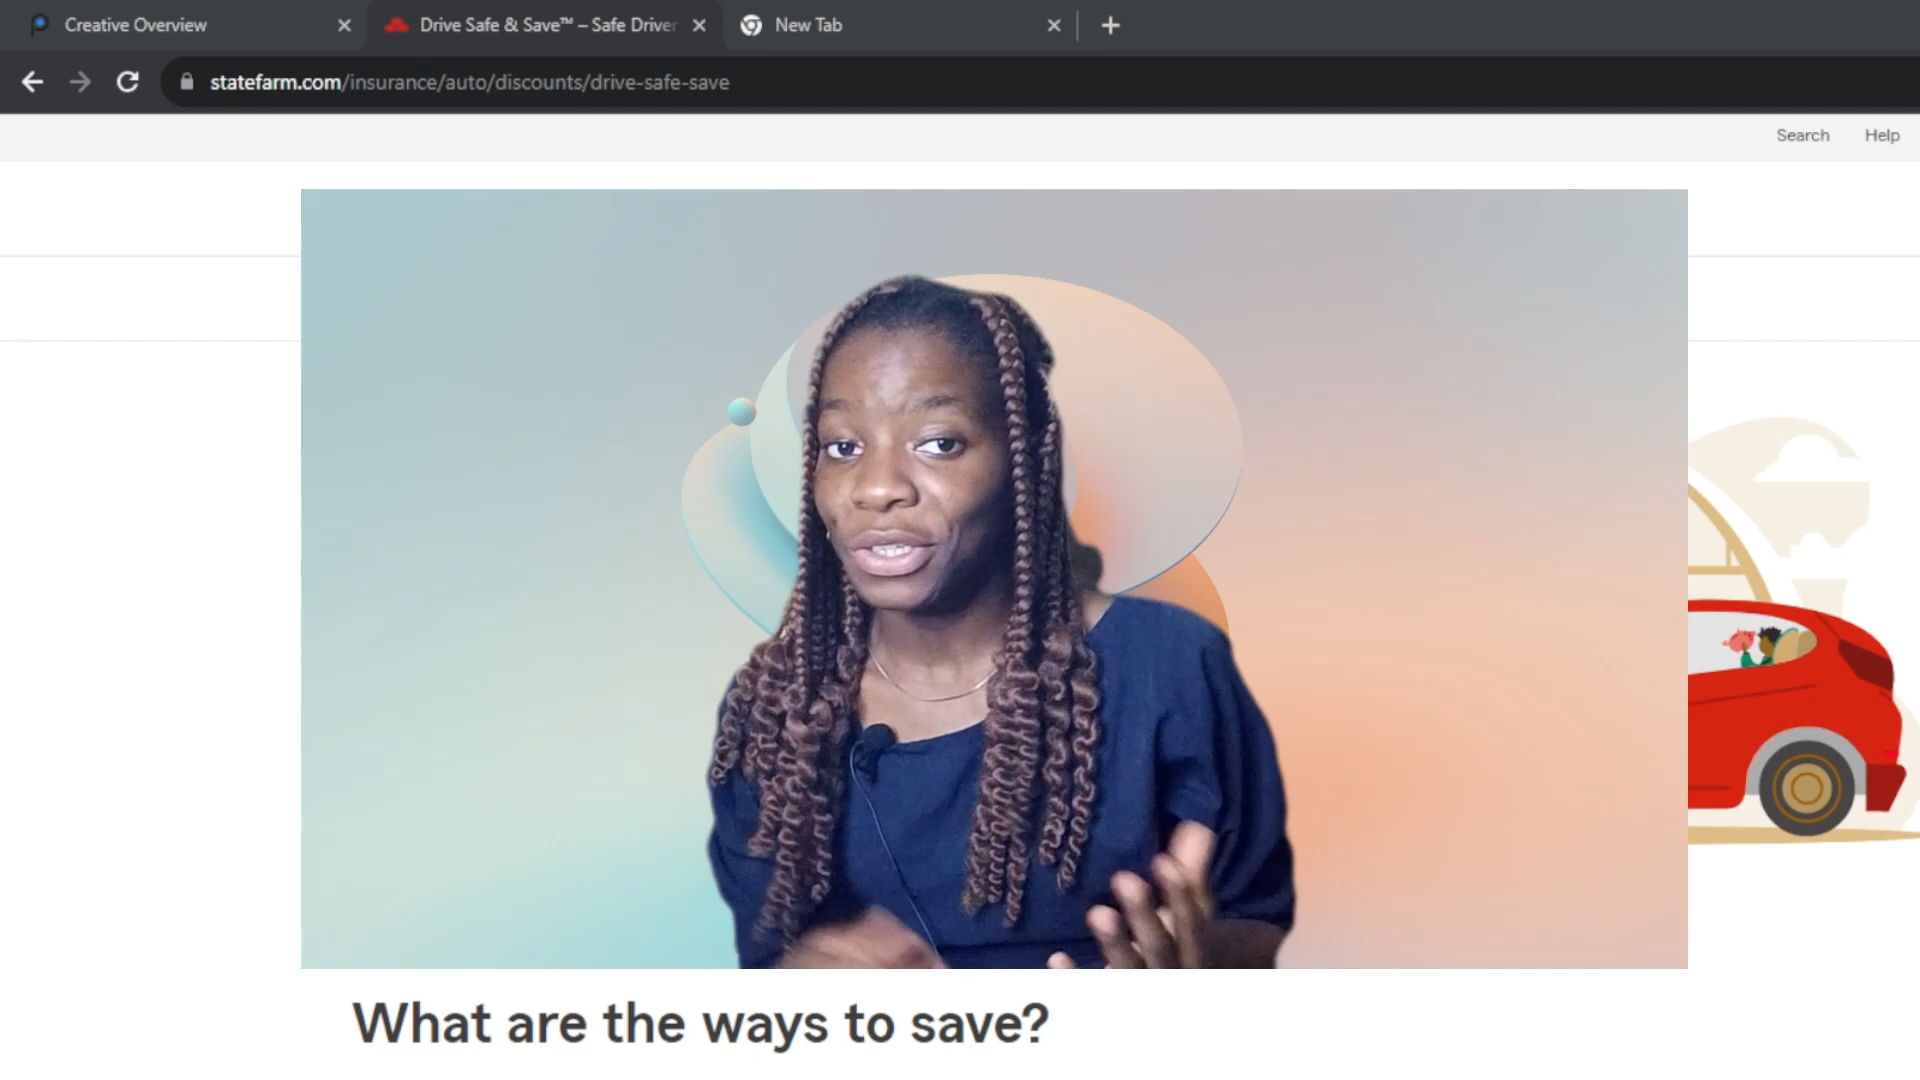 Creative Overview
Drive Safe & Save™ – Safe Driver
New Tab
statefarm.com/insurance/auto/discounts/drive-safe-save
Search Help
What are the ways to save?